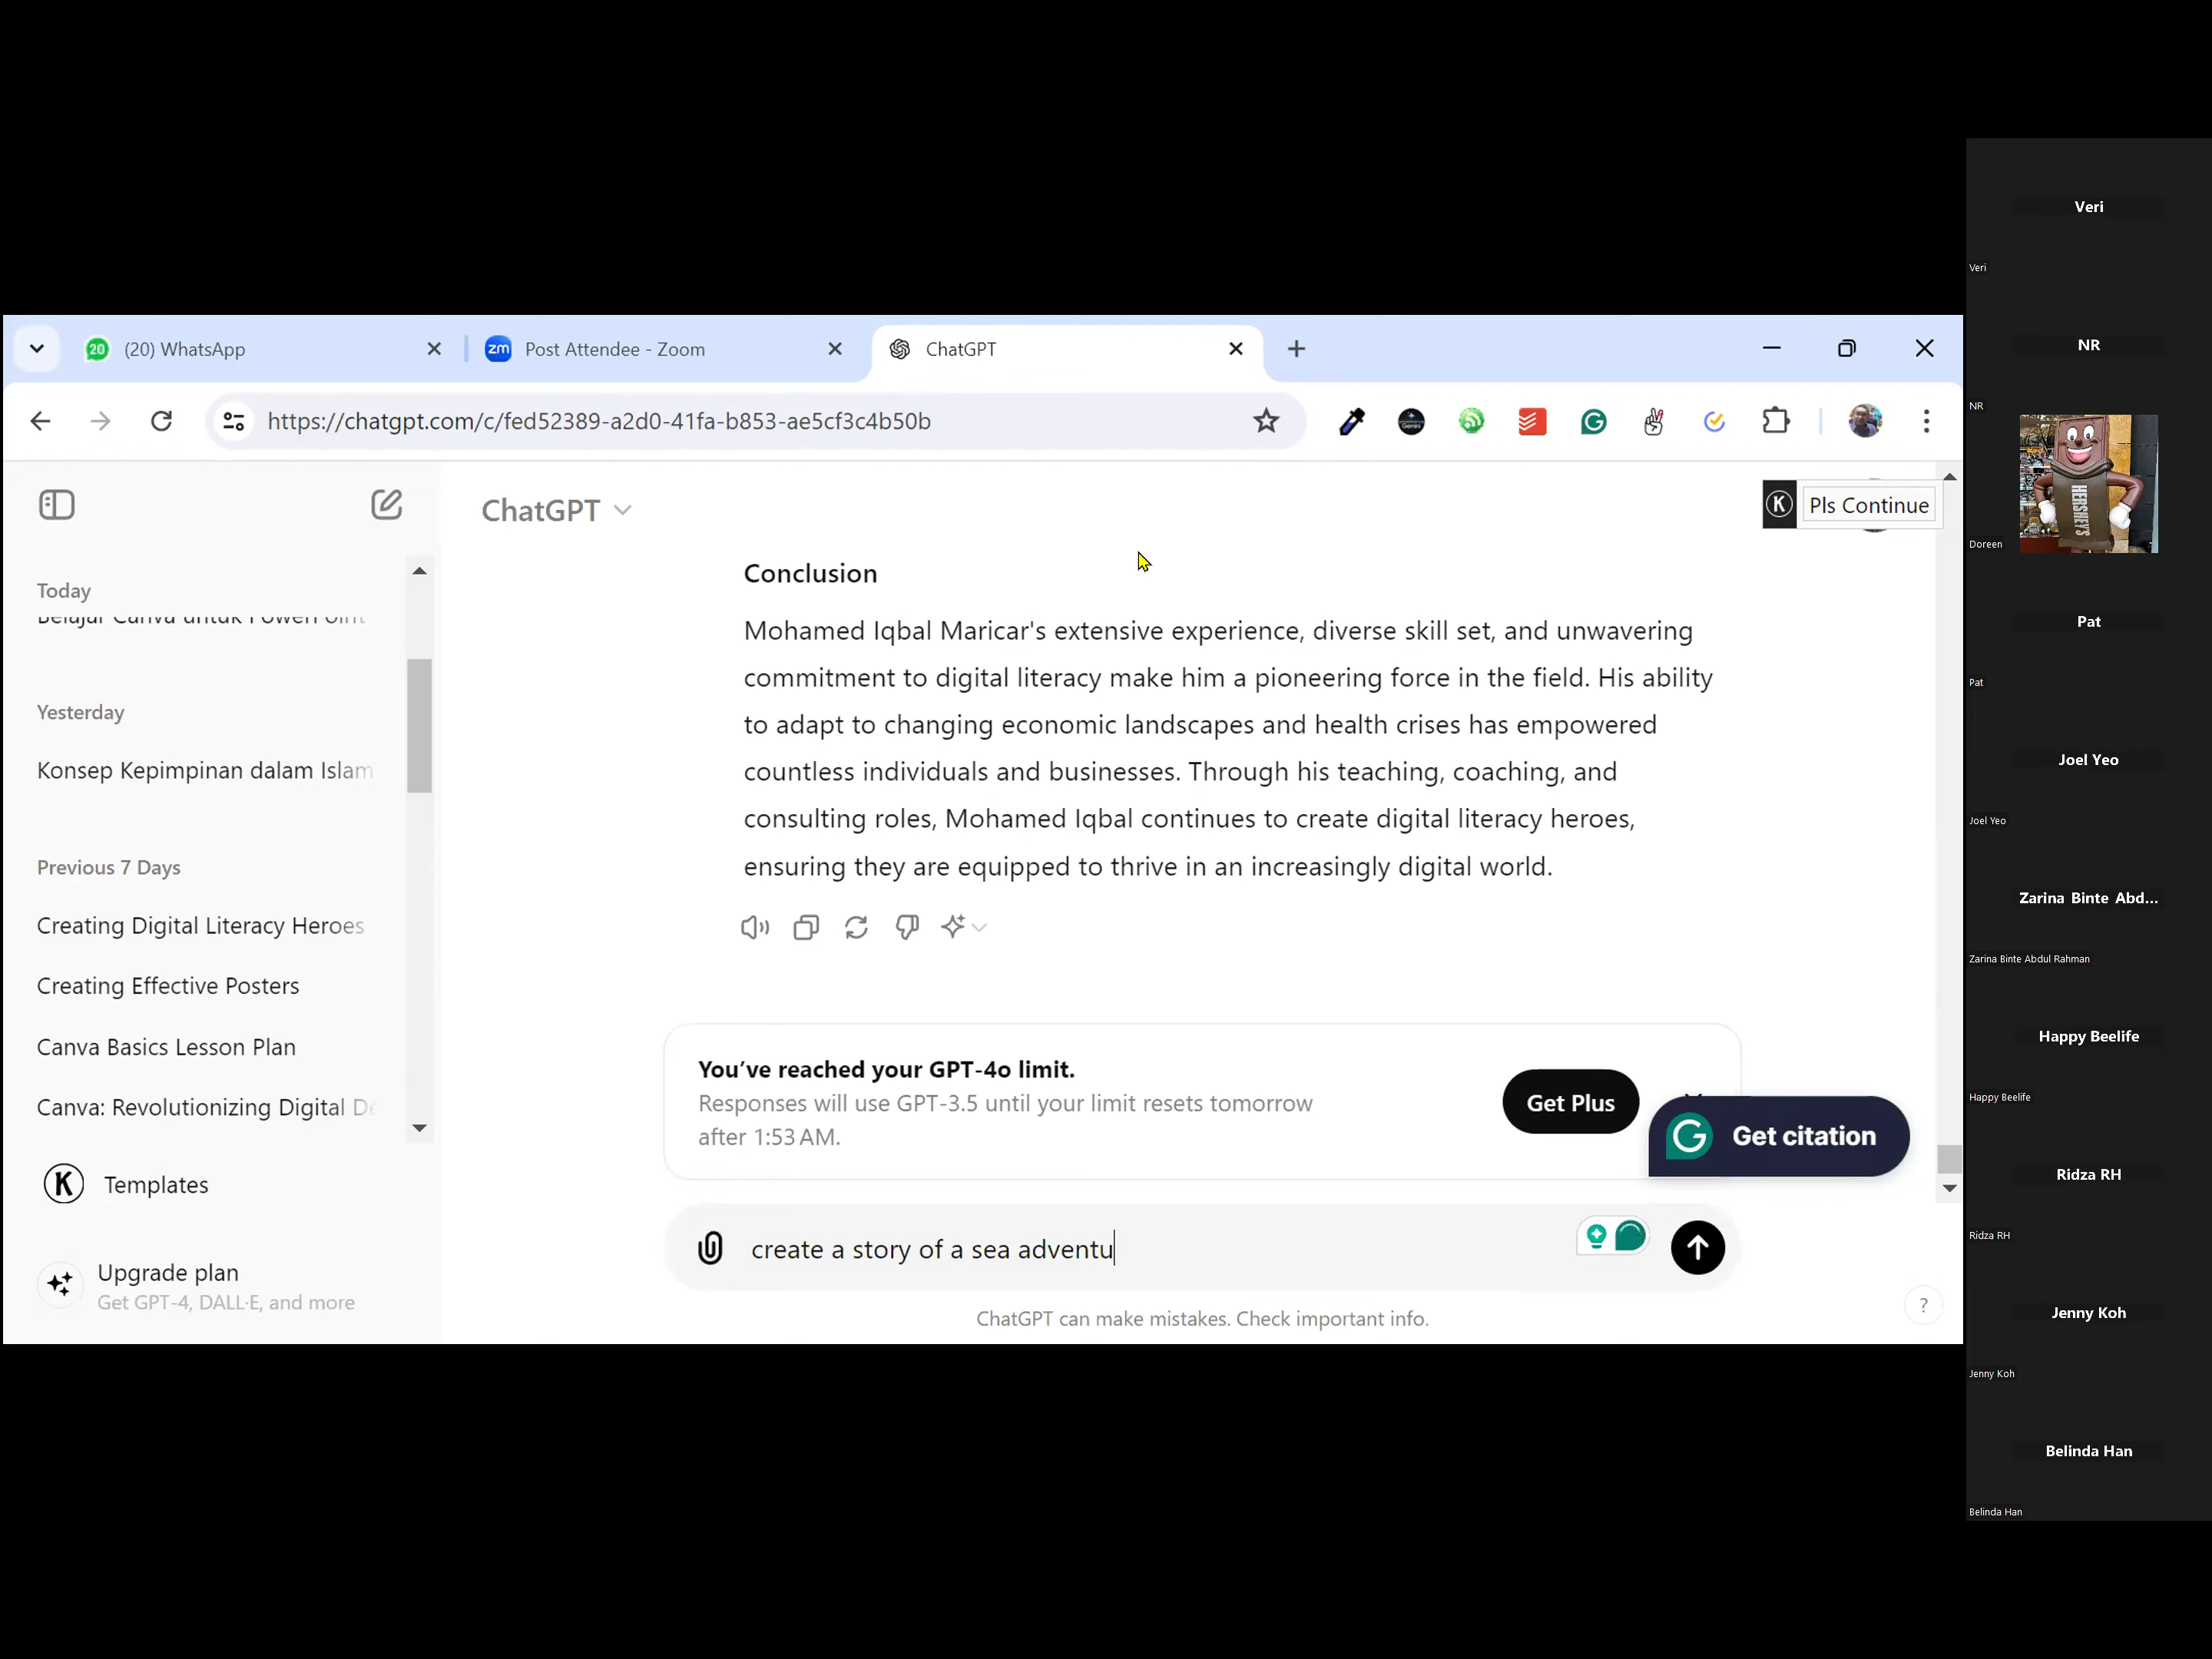 20
(20) WhatsApp
zm
Post Attendee - Zoom
ChatGPT
https://chatgpt.com/c/fed52389-a2d0-41fa-b853-ae5cf3c4b50b
ChatGPT
K
Pls Continue
Today
Belajar Canva untuk PowerPoint
Yesterday
Konsep Kepimpinan dalam Islam
Previous 7 Days
Creating Digital Literacy Heroes
Creating Effective Posters
Canva Basics Lesson Plan
Canva: Revolutionizing Digital De
K
Templates
Upgrade plan
Get GPT-4, DALL·E, and more
Conclusion
Mohamed Iqbal Maricar's extensive experience, diverse skill set, and unwavering
commitment to digital literacy make him a pioneering force in the field. His ability
to adapt to changing economic landscapes and health crises has empowered
countless individuals and businesses. Through his teaching, coaching, and
consulting roles, Mohamed Iqbal continues to create digital literacy heroes,
ensuring they are equipped to thrive in an increasingly digital world.
You've reached your GPT-4o limit.
Responses will use GPT-3.5 until your limit resets tomorrow
after 1:53 AM.
Get Plus
Get citation
create a story of a sea adventu
ChatGPT can make mistakes. Check important info.
?
Veri
Veri
NR
NR
HERSHEY'S
Doreen
Pat
Pat
Joel Yeo
Joel Yeo
Zarina Binte Abd...
Zarina Binte Abdul Rahman
Happy Beelife
Happy Beelife
Ridza RH
Ridza RH
Jenny Koh
Jenny Koh
Belinda Han
Belinda Han